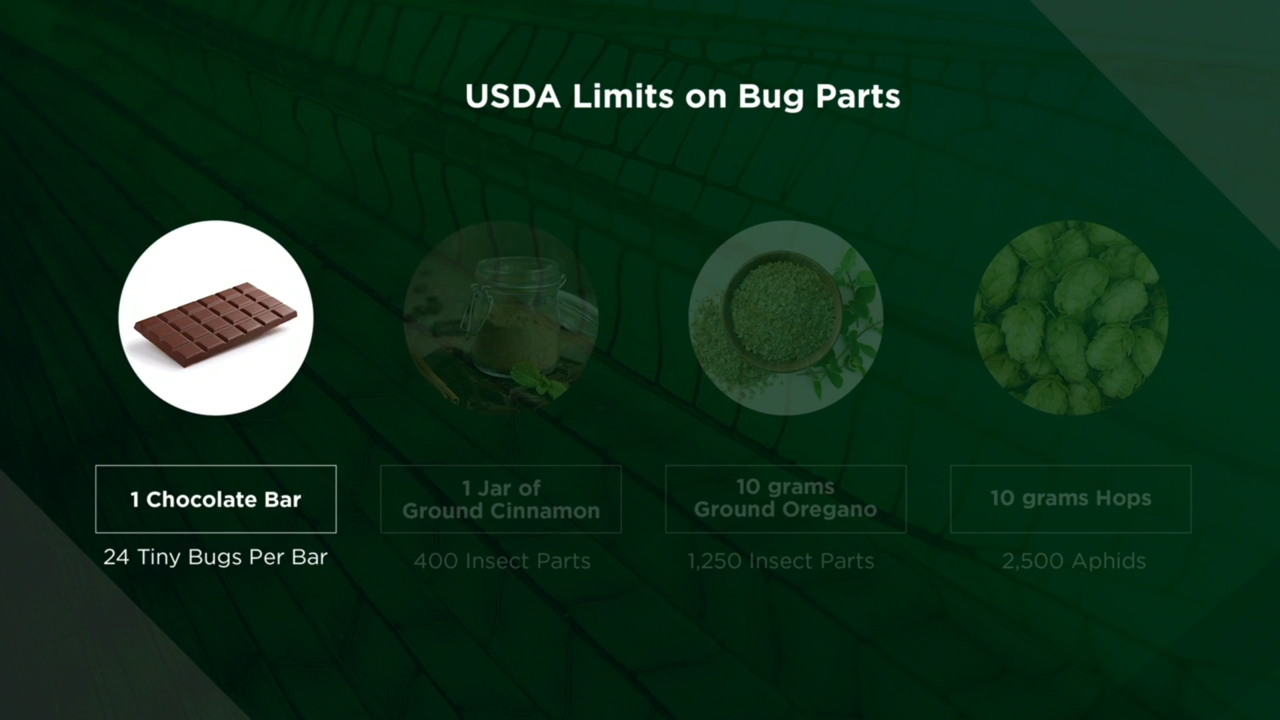 USDA Limits on Bug Parts
1 Chocolate Bar
24 Tiny Bugs Per Bar
1 Jar of
Ground Cinnamon
400 Insect Parts
10 grams
Ground Oregano
1,250 Insect Parts
10 grams Hops
2,500 Aphids